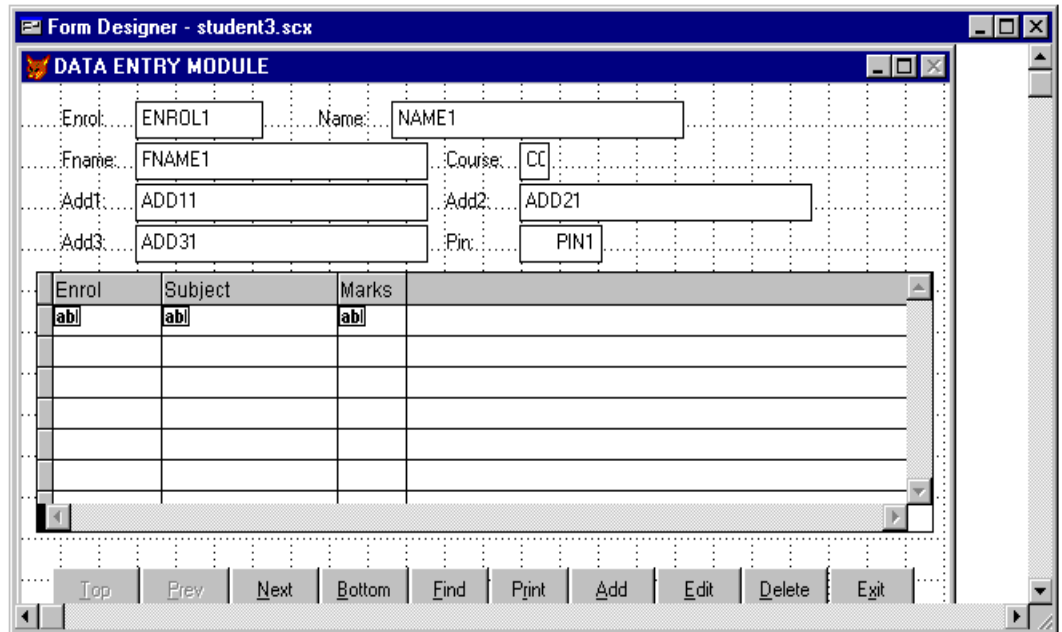 Form Designer - student3.scx
DATA ENTRY MODULE
Enrol: ENROL1 Name: NAME1
Fname: FNAME1 Course: CO
Add1: ADD11 Add2: ADD21
Add3: ADD31 Pin: PIN1
Enrol Subject Marks
abl abl abl
Top Prev Next Bottom Find Print Add Edit Delete Exit